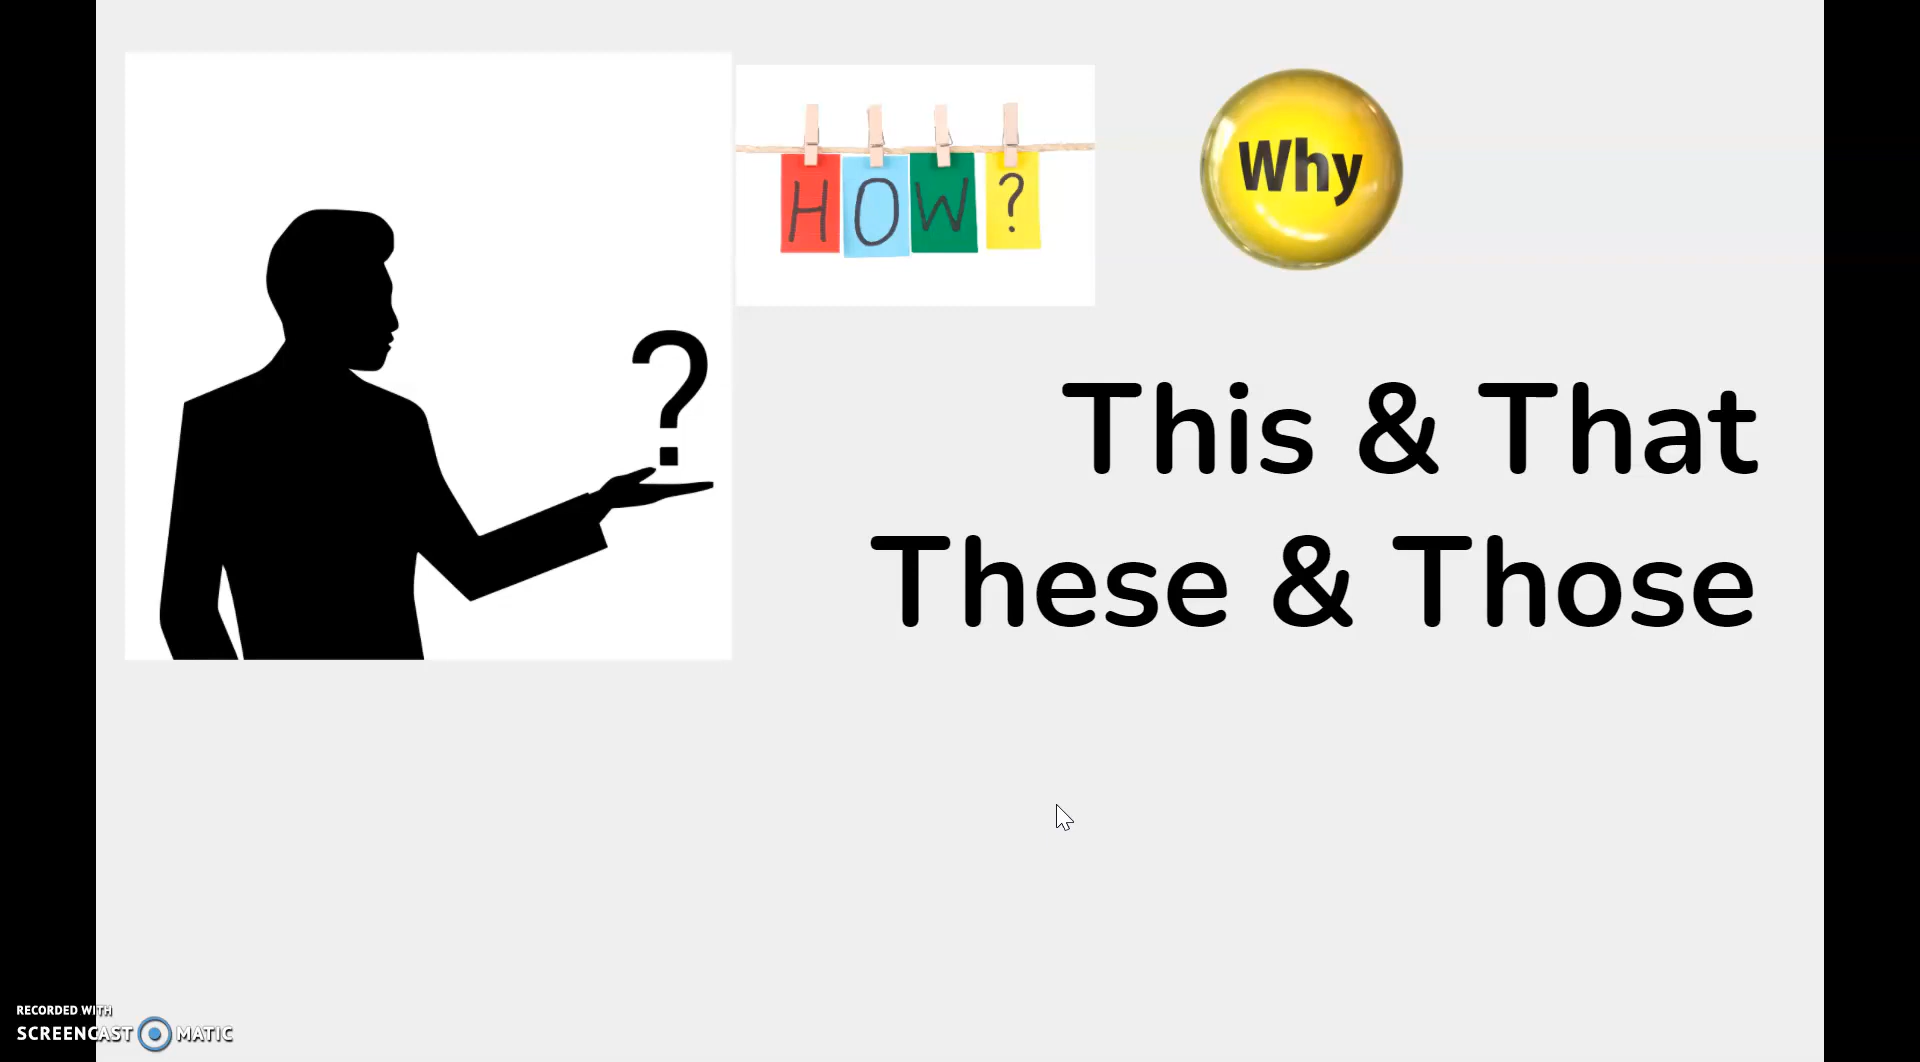 HOW?
Why
?
This & That
These & Those
RECORDED WITH
SCREENCAST MATIC